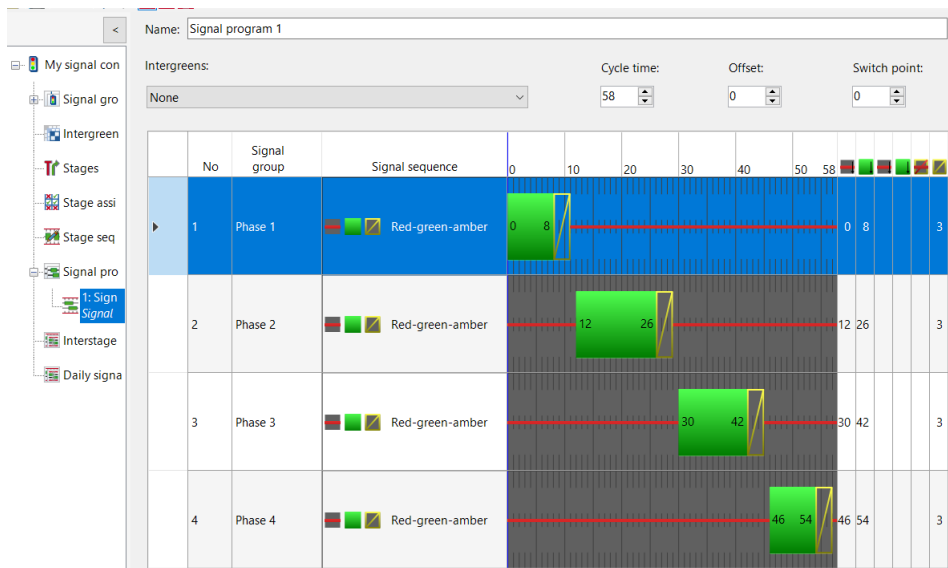 <
Name: Signal program 1
My signal con
Intergreens:
Cycle time:
Offset:
Switch point:
Signal gro
None
58
0
0
Intergreen
Stages
No
Signal
group
Signal sequence
0
10
20
30
40
50
58
Stage assi
1
Phase 1
Red-green-amber
0
8
0
8
3
Stage seq
Signal pro
1: Sign
Signal
2
Phase 2
Red-green-amber
12
26
12
26
3
Interstage
Daily signa
3
Phase 3
Red-green-amber
30
42
30
42
3
4
Phase 4
Red-green-amber
46
54
46
54
3